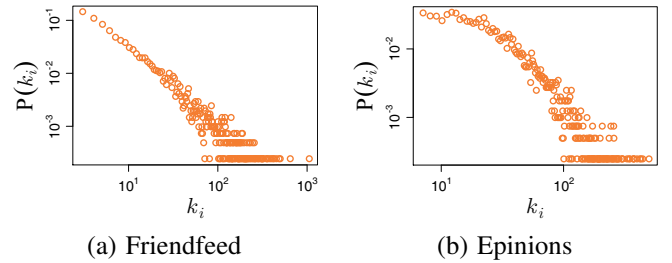 P(k_i)
10^-1
10^-2
10^-3
10^1 10^2 10^3
k_i
(a) Friendfeed
P(k_i)
10^-2
10^-3
10^1 10^2
k_i
(b) Epinions